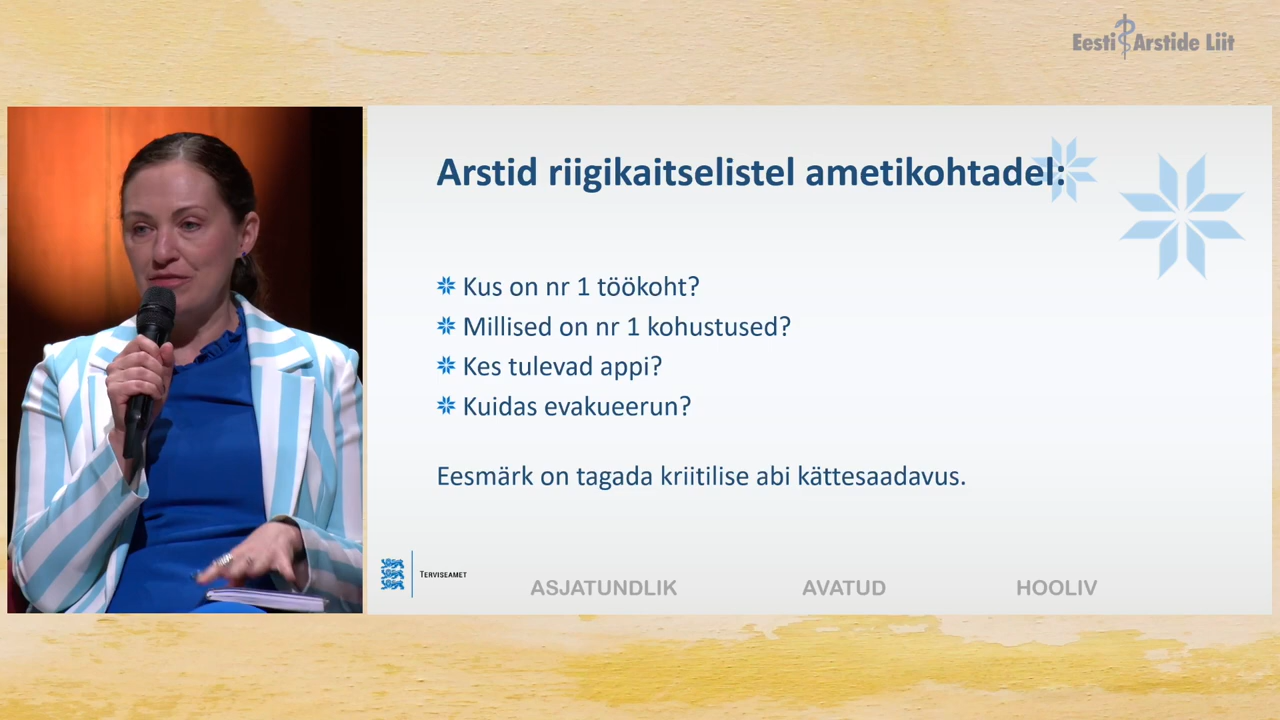 Eesti Arstide Liit
Arstid riigikaitselistel ametikohtadel:
Kus on nr 1 töökoht?
Millised on nr 1 kohustused?
Kes tulevad appi?
Kuidas evakueerun?
Eesmärk on tagada kriitilise abi kättesaadavus.
TERVISEAMET
ASJATUNDLIK AVATUD HOOLIV